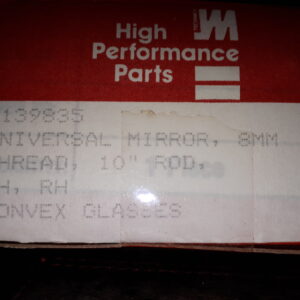 High
Performance
Parts
139835
NIVERSAL MIRROR, 8MM
HREAD, 10" ROD,
H, RH
ONVEX GLASSES